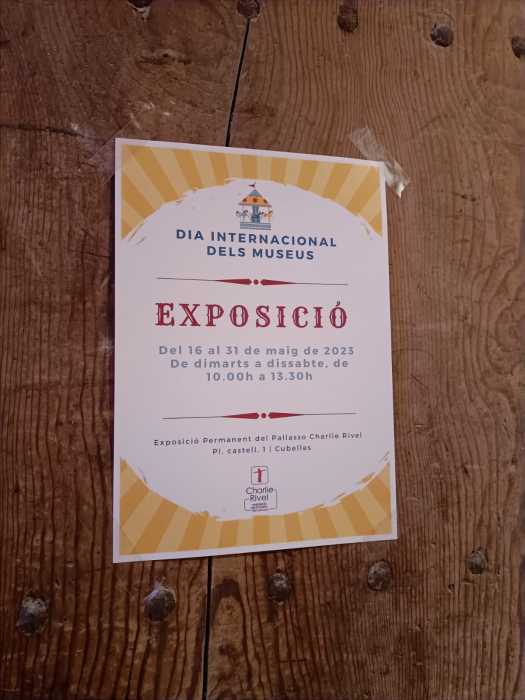 DIA INTERNACIONAL
DELS MUSEUS
EXPOSICIÓ
Del 16 al 31 de maig de 2023
De dimarts a dissabte, de
10.00h a 13.30h
Exposició Permanent del Pallasso Charlie Rivel
Pl. castell, 1 | Cubelles
Charlie
Rivel